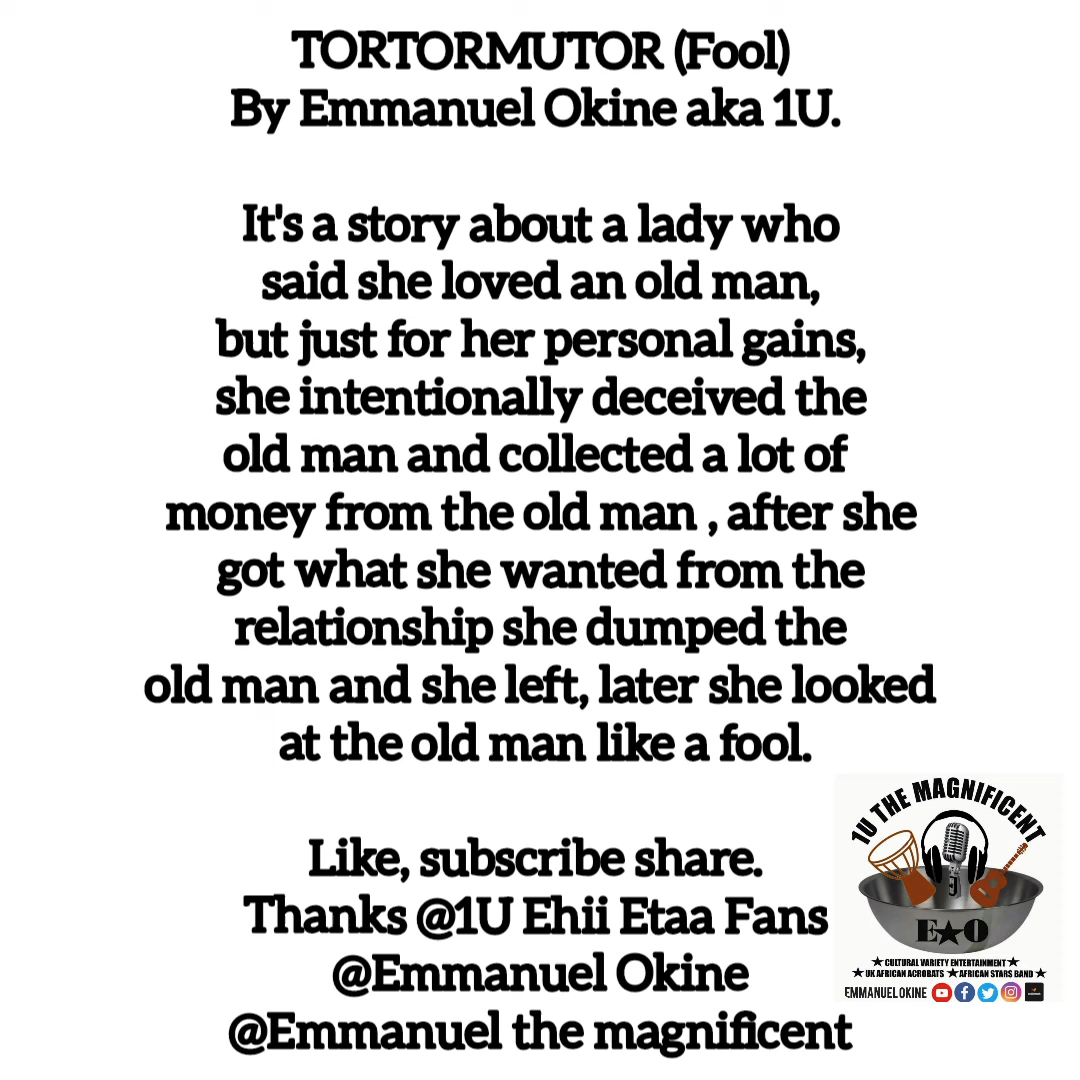 TORTORMUTOR (Fool)
By Emmanuel Okine aka 1U.
It's a story about a lady who
said she loved an old man,
but just for her personal gains,
she intentionally deceived the
old man and collected a lot of
money from the old man , after she
got what she wanted from the
relationship she dumped the
old man and she left, later she looked
at the old man like a fool.
Like, subscribe share.
Thanks @1U Ehii Etaa Fans
@Emmanuel Okine
@Emmanuel the magnificent
1U THE MAGNIFICENT
E★O
★ CULTURAL VARIETY ENTERTAINMENT ★
★ UK AFRICAN ACROBATS ★ AFRICAN STARS BAND ★
EMMANUEL OKINE